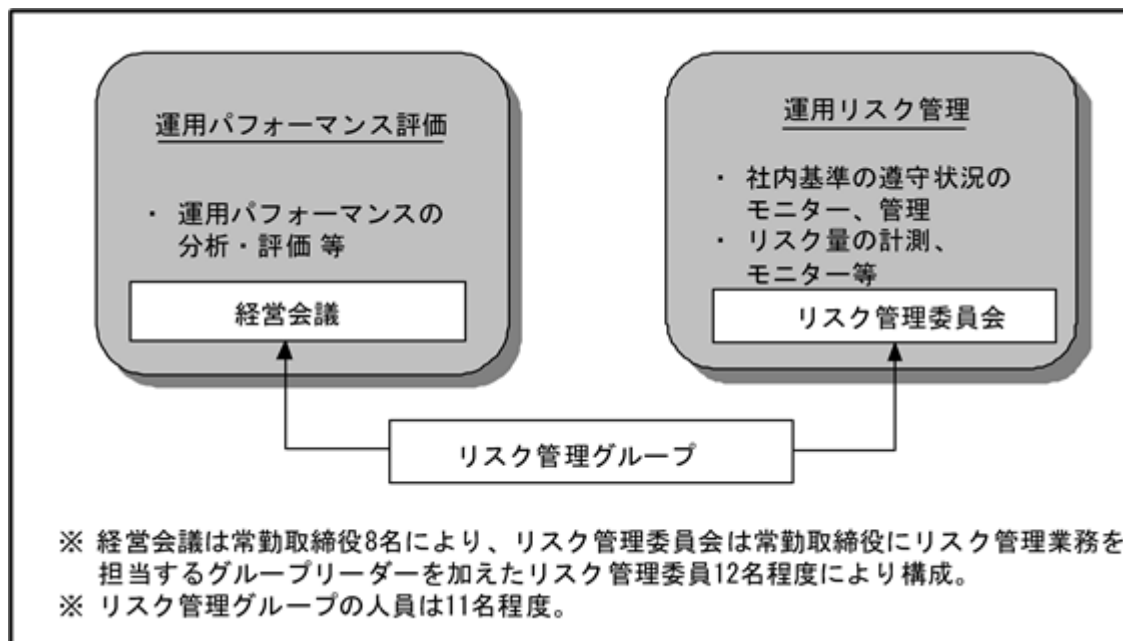 運用パフォーマンス評価
・ 運用パフォーマンスの
分析・評価 等
経営会議
運用リスク管理
・ 社内基準の遵守状況の
モニター、管理
・ リスク量の計測、
モニター等
リスク管理委員会
リスク管理グループ
※ 経営会議は常勤取締役8名により、リスク管理委員会は常勤取締役にリスク管理業務を
担当するグループリーダーを加えたリスク管理委員12名程度により構成。
※ リスク管理グループの人員は11名程度。